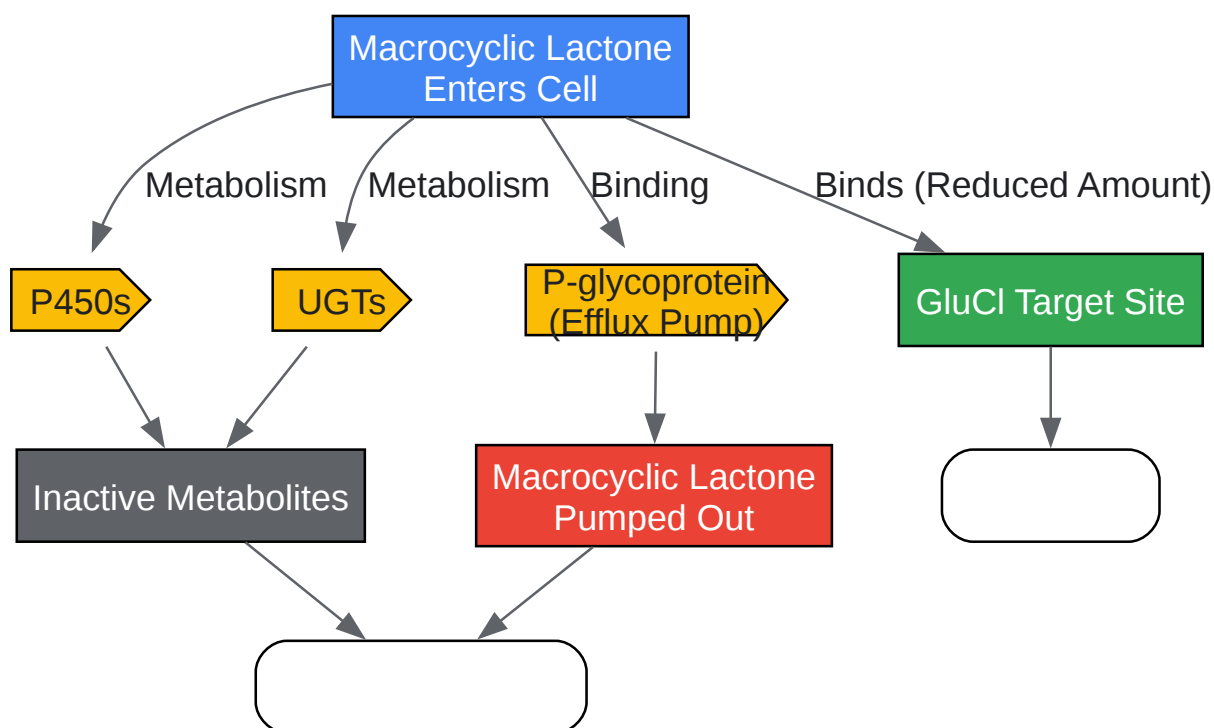 Macrocyclic Lactone
Enters Cell
Metabolism
Metabolism
Binding
Binds (Reduced Amount)
P450s
UGTs
P-glycoprotein
(Efflux Pump)
GluCl Target Site
Inactive Metabolites
Macrocyclic Lactone
Pumped Out